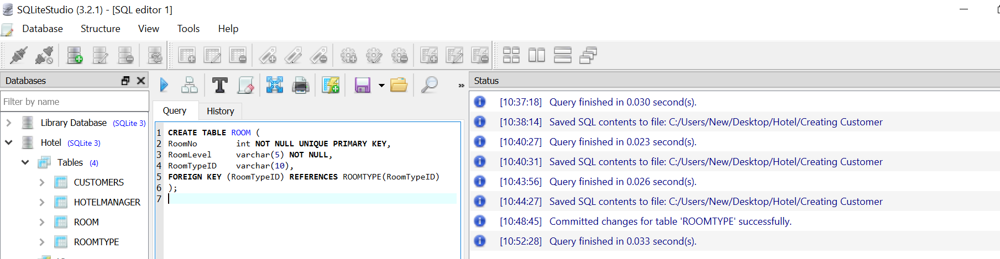 SQLiteStudio (3.2.1) - [SQL editor 1]
Database Structure View Tools Help
Databases
Filter by name
Library Database (SQLite 3)
Hotel (SQLite 3)
Tables (4)
CUSTOMERS
HOTELMANAGER
ROOM
ROOMTYPE
T
»
Query History
1 CREATE TABLE ROOM (
2 RoomNo int NOT NULL UNIQUE PRIMARY KEY,
3 RoomLevel varchar(5) NOT NULL,
4 RoomTypeID varchar(10),
5 FOREIGN KEY (RoomTypeID) REFERENCES ROOMTYPE(RoomTypeID)
6 );
7
Status
[10:37:18] Query finished in 0.030 second(s).
[10:38:14] Saved SQL contents to file: C:/Users/New/Desktop/Hotel/Creating Customer
[10:40:27] Query finished in 0.023 second(s).
[10:40:31] Saved SQL contents to file: C:/Users/New/Desktop/Hotel/Creating Customer
[10:43:56] Query finished in 0.026 second(s).
[10:44:27] Saved SQL contents to file: C:/Users/New/Desktop/Hotel/Creating Customer
[10:48:45] Committed changes for table 'ROOMTYPE' successfully.
[10:52:28] Query finished in 0.033 second(s).